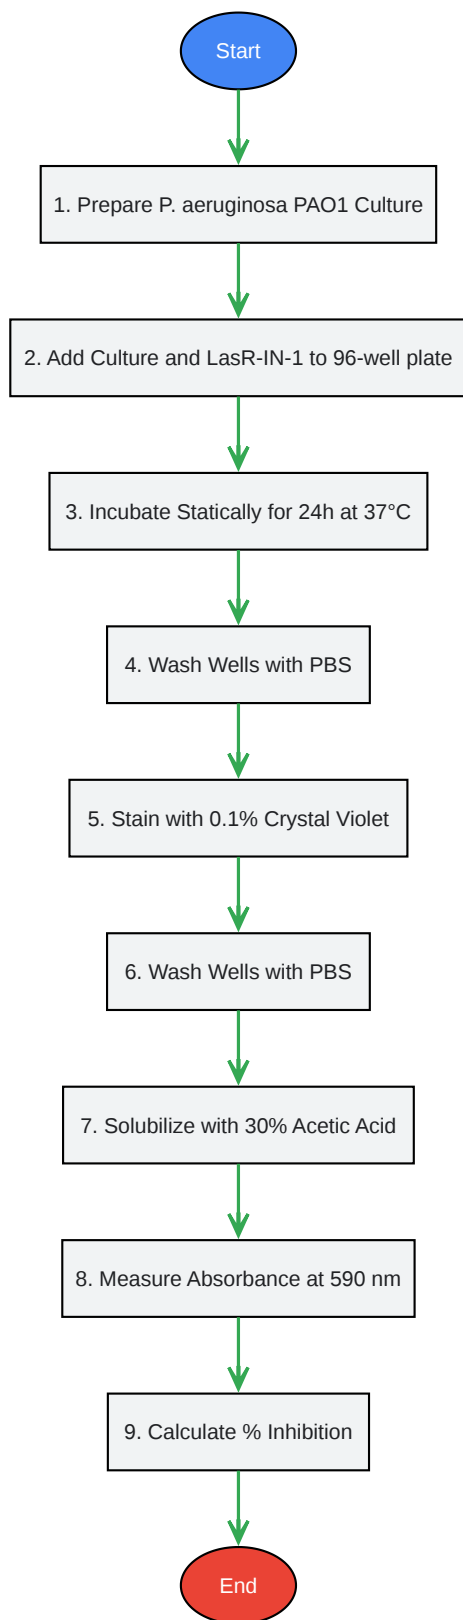 Start
1. Prepare P. aeruginosa PAO1 Culture
2. Add Culture and LasR-IN-1 to 96-well plate
3. Incubate Statically for 24h at 37°C
4. Wash Wells with PBS
5. Stain with 0.1% Crystal Violet
6. Wash Wells with PBS
7. Solubilize with 30% Acetic Acid
8. Measure Absorbance at 590 nm
9. Calculate % Inhibition
End